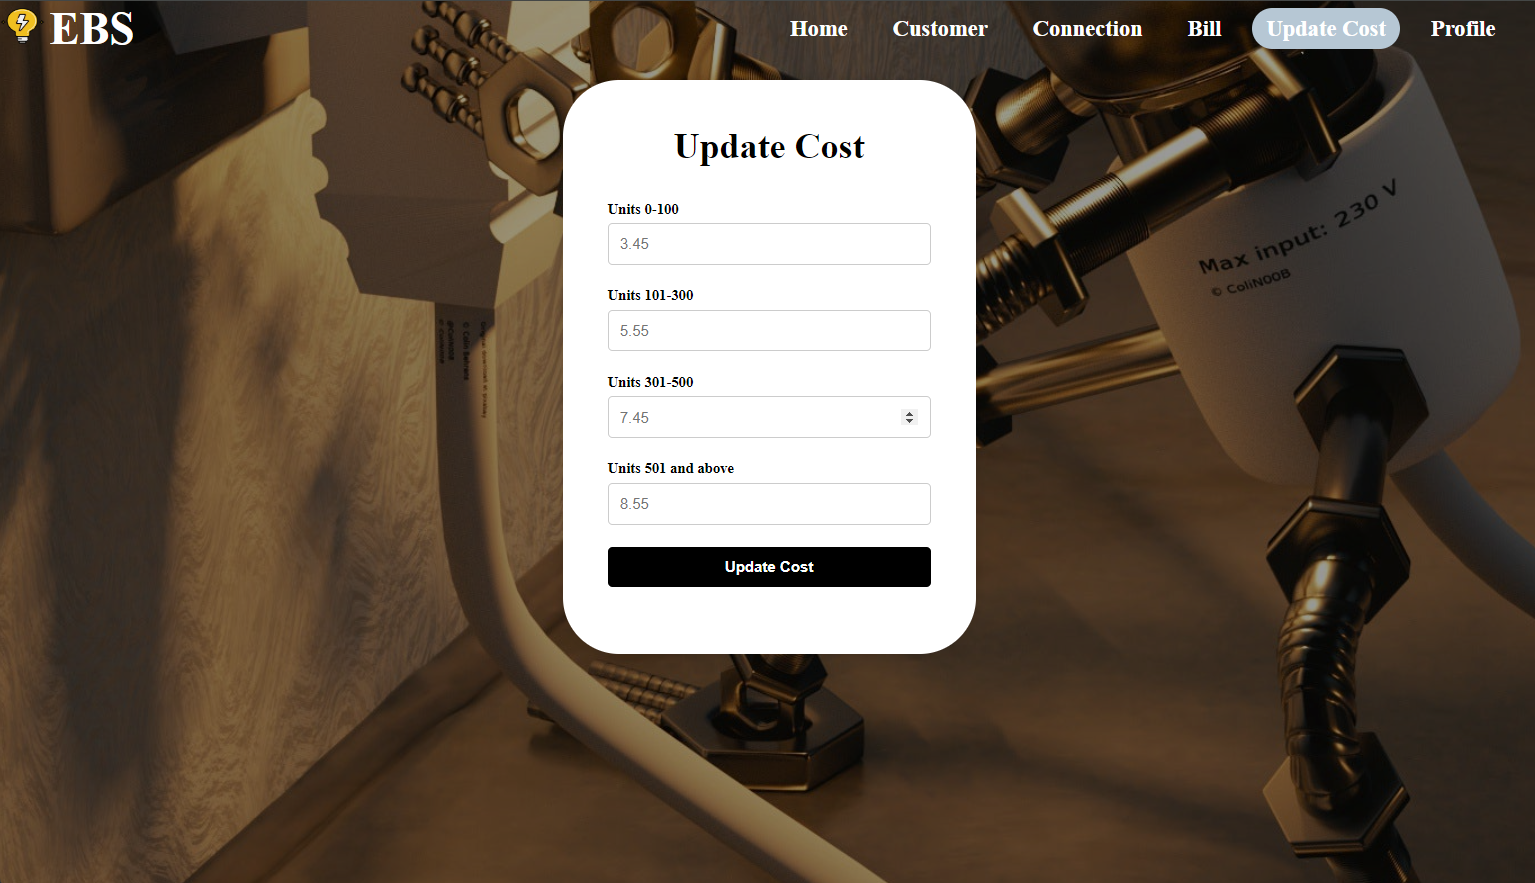 EBS
Home Customer Connection Bill Update Cost Profile
Update Cost
Units 0-100
3.45
Units 101-300
5.55
Units 301-500
7.45
Units 501 and above
8.55
Update Cost
Max input: 230 V
© ColiN00B